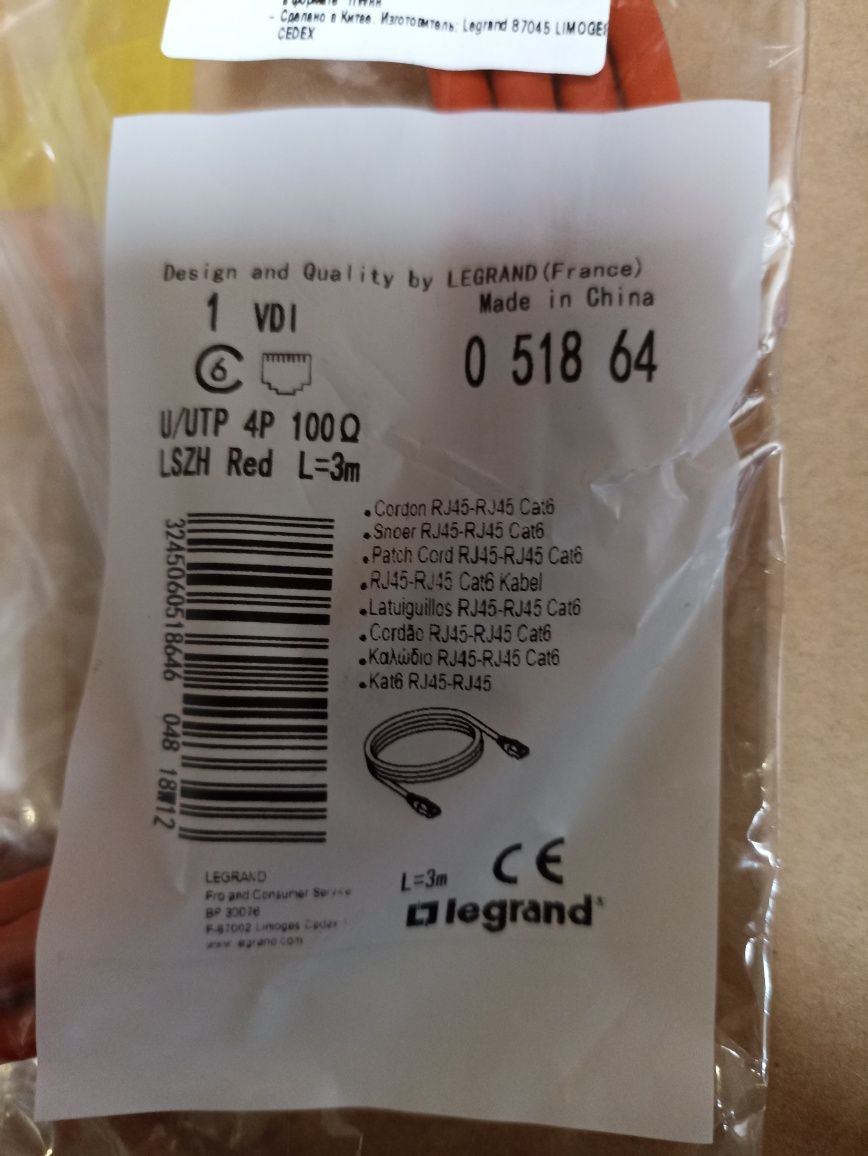 - Сделано в Китае. Изготовитель: Legrand 87045 LIMOGES
CEDEX
Design and Quality by LEGRAND(France)
Made in China
1 VDI
0 518 64
6
U/UTP 4P 100Ω
LSZH Red L=3m
•Cordon RJ45-RJ45 Cat6
•Snoer RJ45-RJ45 Cat6
•Patch Cord RJ45-RJ45 Cat6
•RJ45-RJ45 Cat6 Kabel
•Latuiguillos RJ45-RJ45 Cat6
•Cordão RJ45-RJ45 Cat6
•Καλώδιο RJ45-RJ45 Cat6
•Kat6 RJ45-RJ45
3245060518646 048 18W12
LEGRAND
Pro and Consumer Service
BP 30076
F-87002 Limoges Cedex
www.legrand.com
L=3m
CE
legrand®